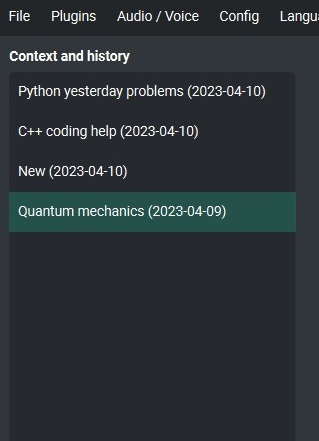 File Plugins Audio / Voice Config
Context and history
Python yesterday problems (2023-04-10)
C++ coding help (2023-04-10)
New (2023-04-10)
Quantum mechanics (2023-04-09)